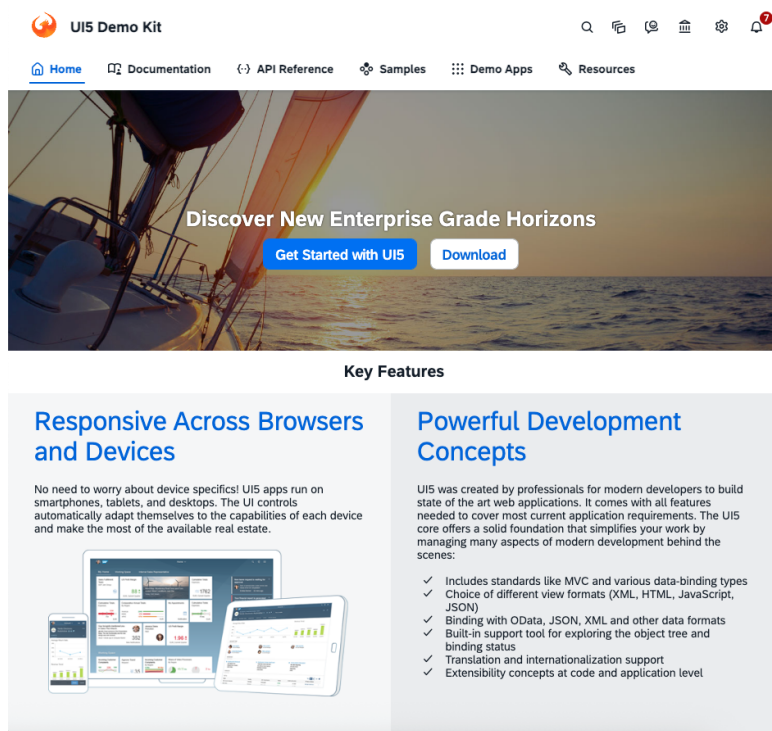 UI5 Demo Kit
7
Home Documentation API Reference Samples Demo Apps Resources
Discover New Enterprise Grade Horizons
Get Started with UI5 Download
Key Features
Responsive Across Browsers
and Devices
No need to worry about device specifics! UI5 apps run on
smartphones, tablets, and desktops. The UI controls
automatically adapt themselves to the capabilities of each device
and make the most of the available real estate.
Powerful Development
Concepts
UI5 was created by professionals for modern developers to build
state of the art web applications. It comes with all features
needed to cover most current application requirements. The UI5
core offers a solid foundation that simplifies your work by
managing many aspects of modern development behind the
scenes:
Includes standards like MVC and various data-binding types
Choice of different view formats (XML, HTML, JavaScript,
JSON)
Binding with OData, JSON, XML and other data formats
Built-in support tool for exploring the object tree and
binding status
Translation and internationalization support
Extensibility concepts at code and application level